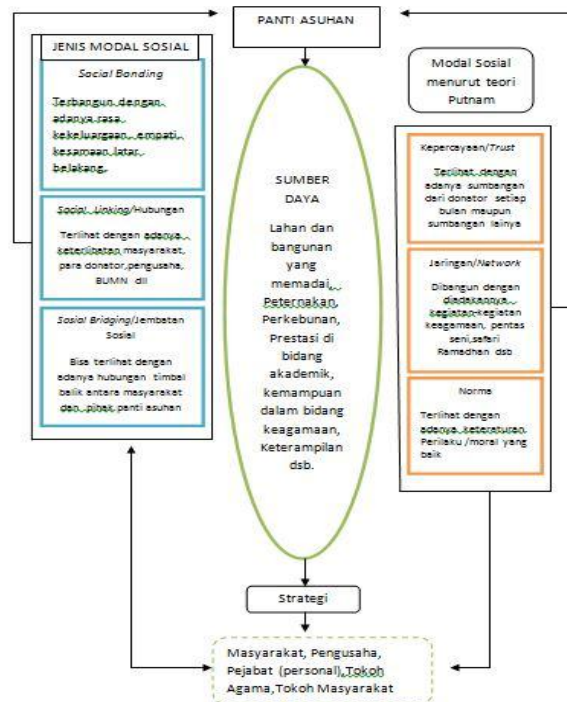 PANTI ASUHAN
JENIS MODAL SOSIAL
Social Bonding
Terbangun dengan
adanya rasa
kekeluargaan, empati,
kesamaan latar
belakang,
Social Linking/Hubungan
Terlihat dengan adanya
keterlibatan masyarakat,
para donator,pengusaha,
BUMN dll
Sosial Bridging/Jembatan
Sosial
Bisa terlihat dengan
adanya hubungan timbal
balik antara masyarakat
dan pihak panti asuhan
SUMBER
DAYA
Lahan dan
bangunan
yang
memadai,
Peternakan,
Perkebunan,
Prestasi di
bidang
akademik,
kemampuan
dalam bidang
keagamaan,
Keterampilan
dsb.
Modal Sosial
menurut teori
Putnam
Kepercayaan/Trust
Terlihat dengan
adanya sumbangan
dari donator setiap
bulan maupun
sumbangan lainya
Jaringan/Network
Dibangun dengan
diadakannya
kegiatan-kegiatan
keagamaan, pentas
seni,safari
Ramadhan dsb
Norma
Terlihat dengan
adanya keteraturan
Perilaku /moral yang
baik
Strategi
Masyarakat, Pengusaha,
Pejabat (personal),Tokoh
Agama,Tokoh Masyarakat